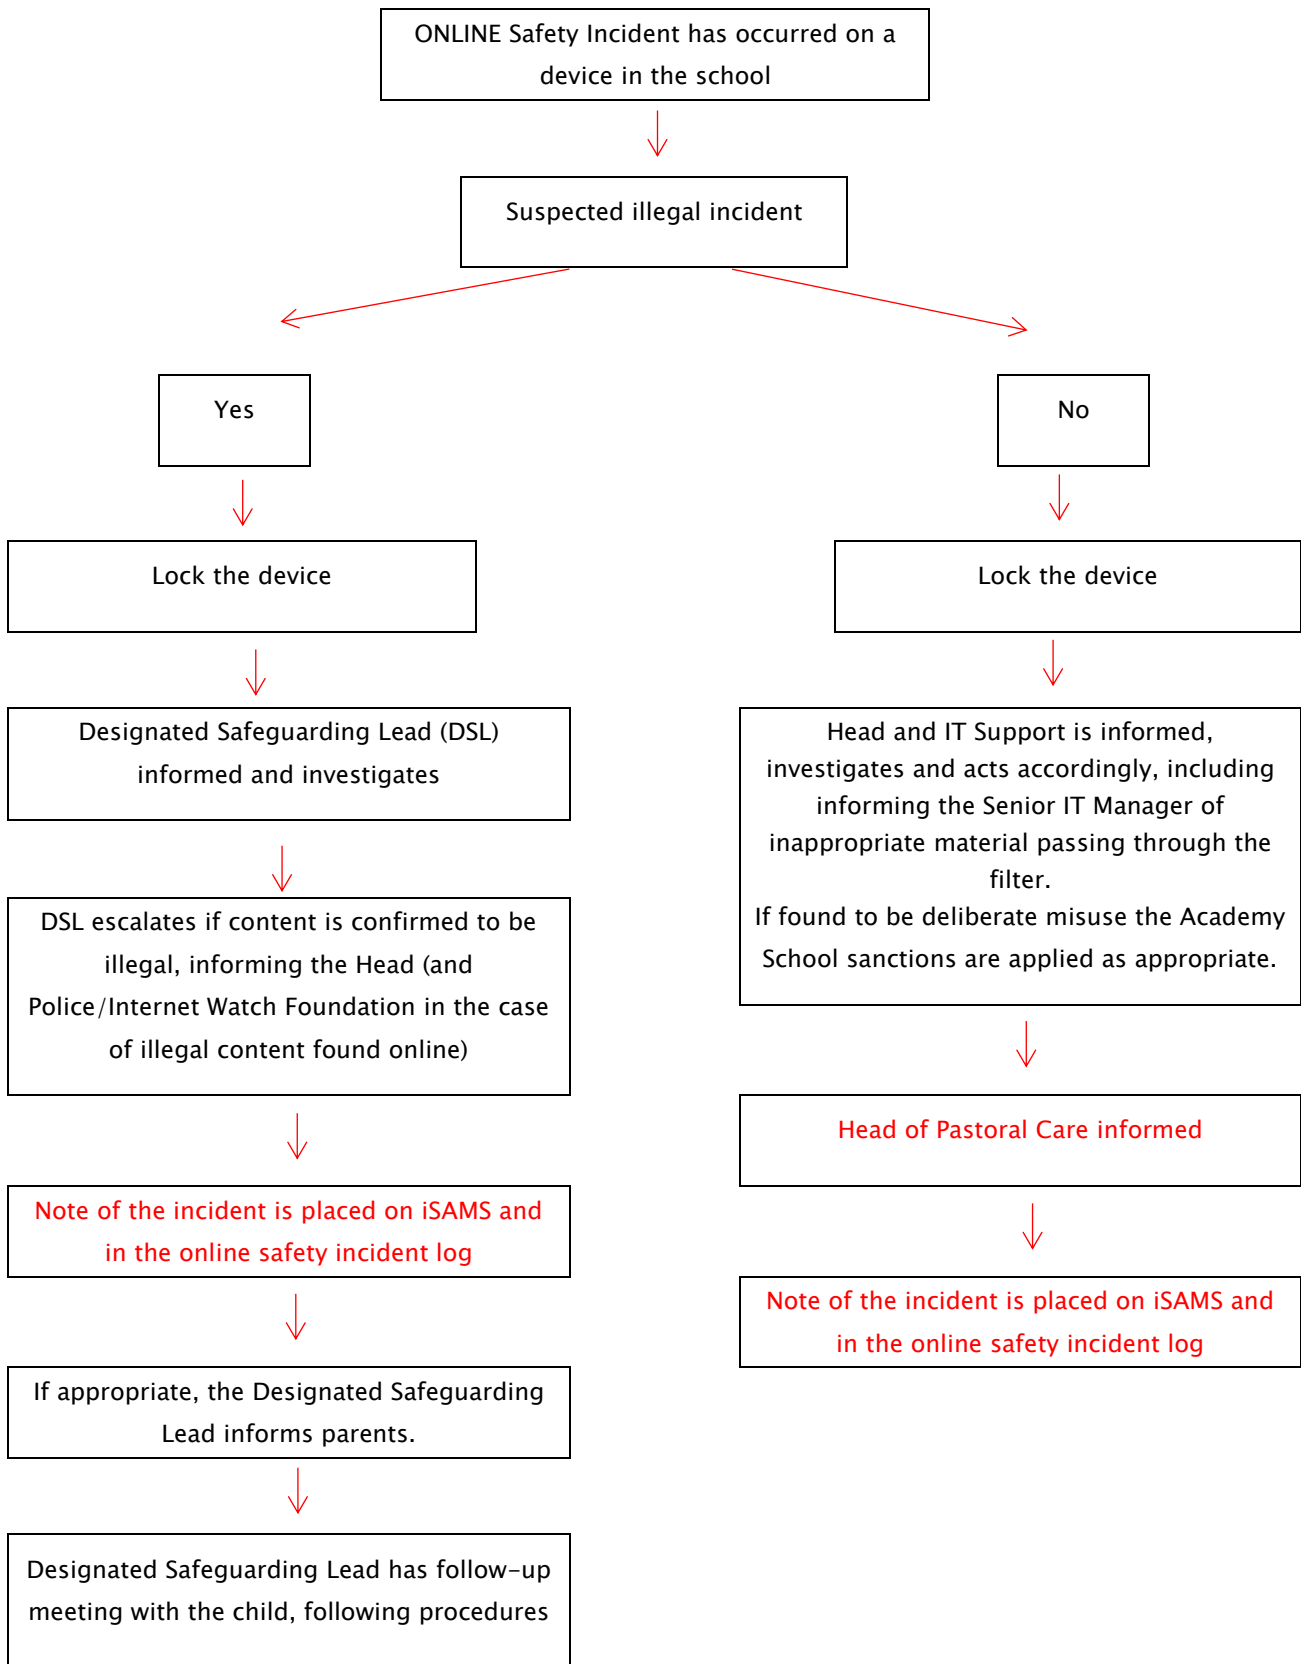 ONLINE Safety Incident has occurred on a
device in the school
Suspected illegal incident
Yes
No
Lock the device
Lock the device
Designated Safeguarding Lead (DSL)
informed and investigates
DSL escalates if content is confirmed to be
illegal, informing the Head (and
Police/Internet Watch Foundation in the case
of illegal content found online)
Note of the incident is placed on iSAMS and
in the online safety incident log
If appropriate, the Designated Safeguarding
Lead informs parents.
Designated Safeguarding Lead has follow-up
meeting with the child, following procedures
Head and IT Support is informed,
investigates and acts accordingly, including
informing the Senior IT Manager of
inappropriate material passing through the
filter.
If found to be deliberate misuse the Academy
School sanctions are applied as appropriate.
Head of Pastoral Care informed
Note of the incident is placed on iSAMS and
in the online safety incident log